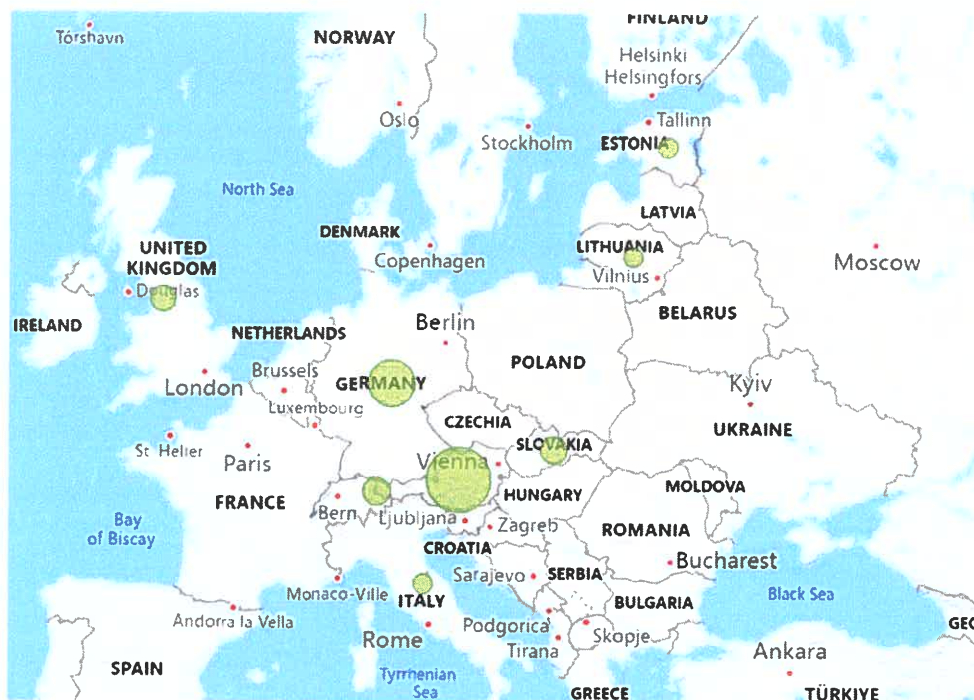 FINLAND
Tórshavn
NORWAY
Helsinki
Helsingfors
Oslo
Tallinn
Stockholm
ESTONIA
North Sea
LATVIA
DENMARK
UNITED
KINGDOM
LITHUANIA
Copenhagen
Moscow
Vilnius
Douglas
BELARUS
IRELAND
NETHERLANDS
Berlin
POLAND
Brussels
London
GERMANY
Kyiv
Luxembourg
CZECHIA
UKRAINE
SLOVAKIA
St Helier
Paris
Vienna
MOLDOVA
HUNGARY
FRANCE
Bern
Ljubljana
Zagreb
Bay
of Biscay
ROMANIA
CROATIA
Bucharest
Sarajevo
SERBIA
Monaco-Ville
ITALY
BULGARIA
Black Sea
Andorra la Vella
Podgorica
GEO
Rome
Skopje
Tirana
Ankara
SPAIN
Tyrrhenian
Sea
GREECE
TÜRKIYE